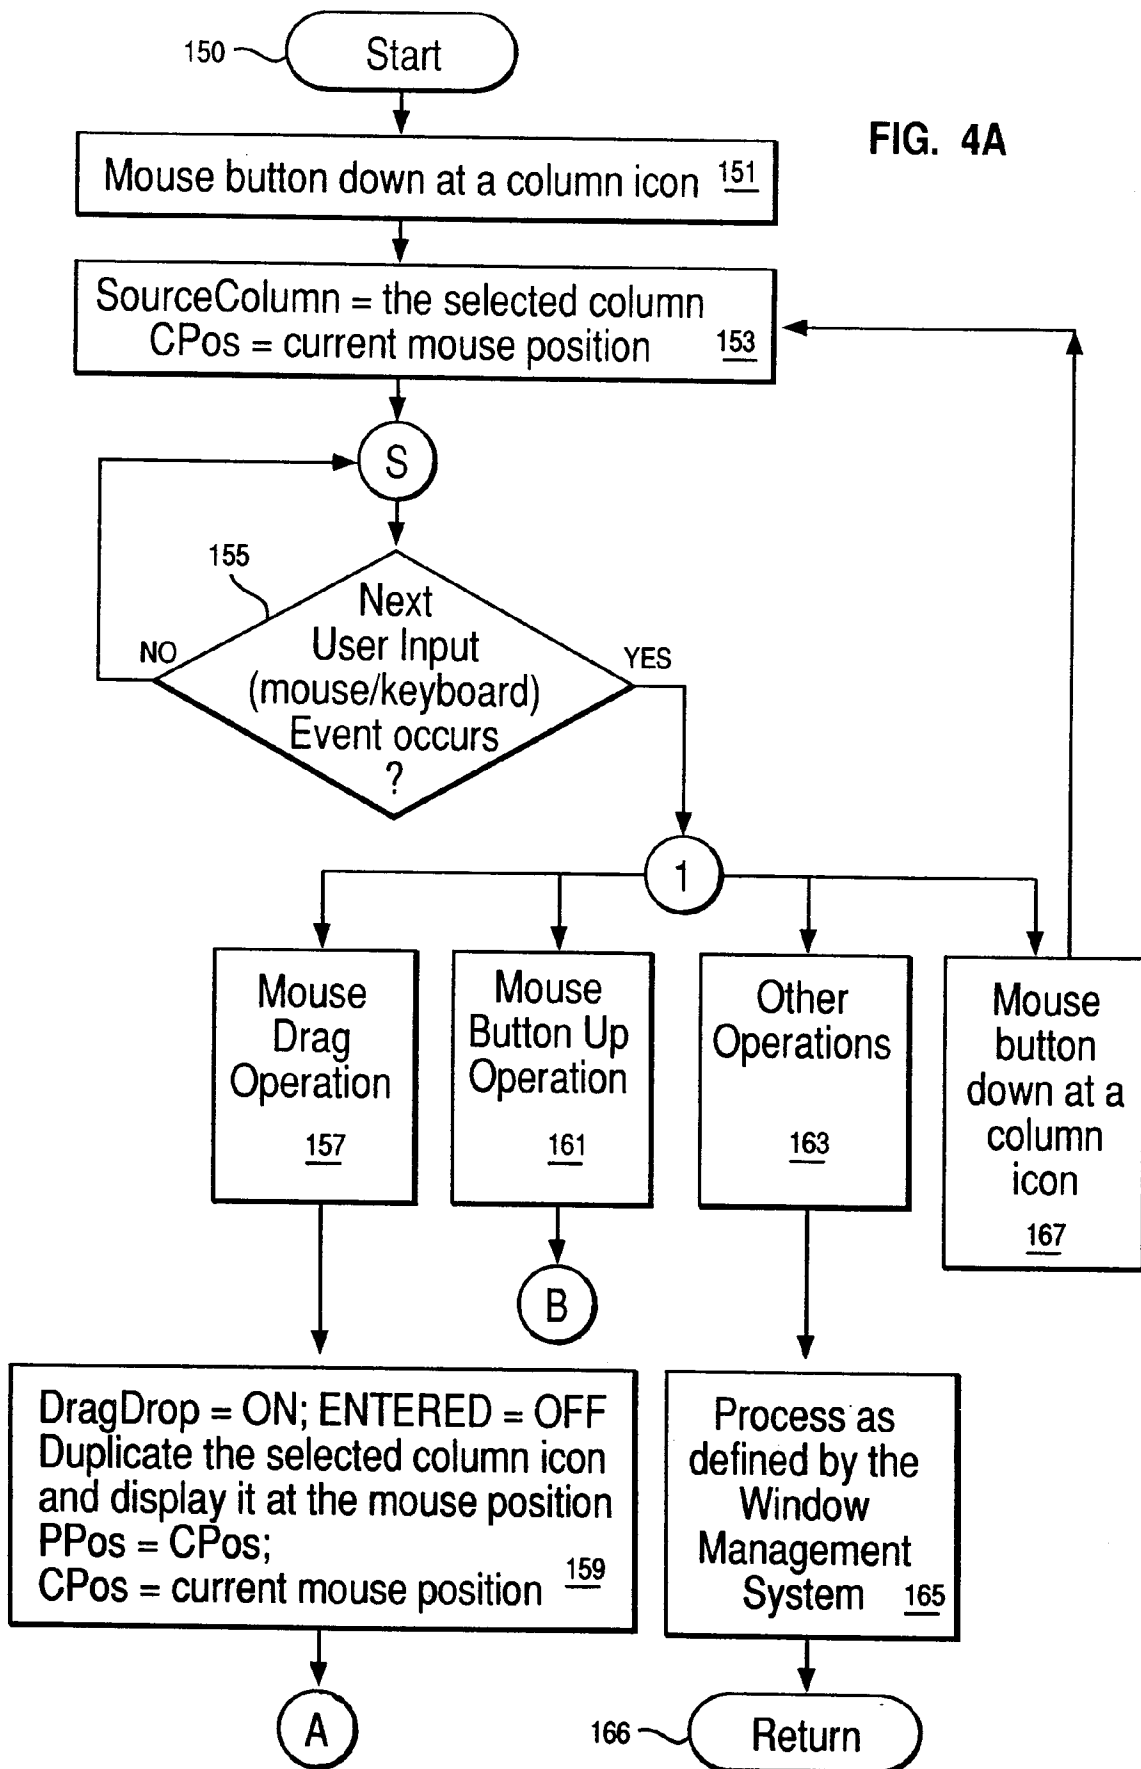 150
Start
FIG. 4A
Mouse button down at a column icon 151
SourceColumn = the selected column
CPos = current mouse position 153
S
155
Next
User Input
(mouse/keyboard)
Event occurs
?
NO
YES
1
Mouse
Drag
Operation
157
Mouse
Button Up
Operation
161
Other
Operations
163
Mouse
button
down at a
column
icon
167
B
DragDrop = ON; ENTERED = OFF
Duplicate the selected column icon
and display it at the mouse position
PPos = CPos;
CPos = current mouse position 159
Process as
defined by the
Window
Management
System 165
A
166
Return